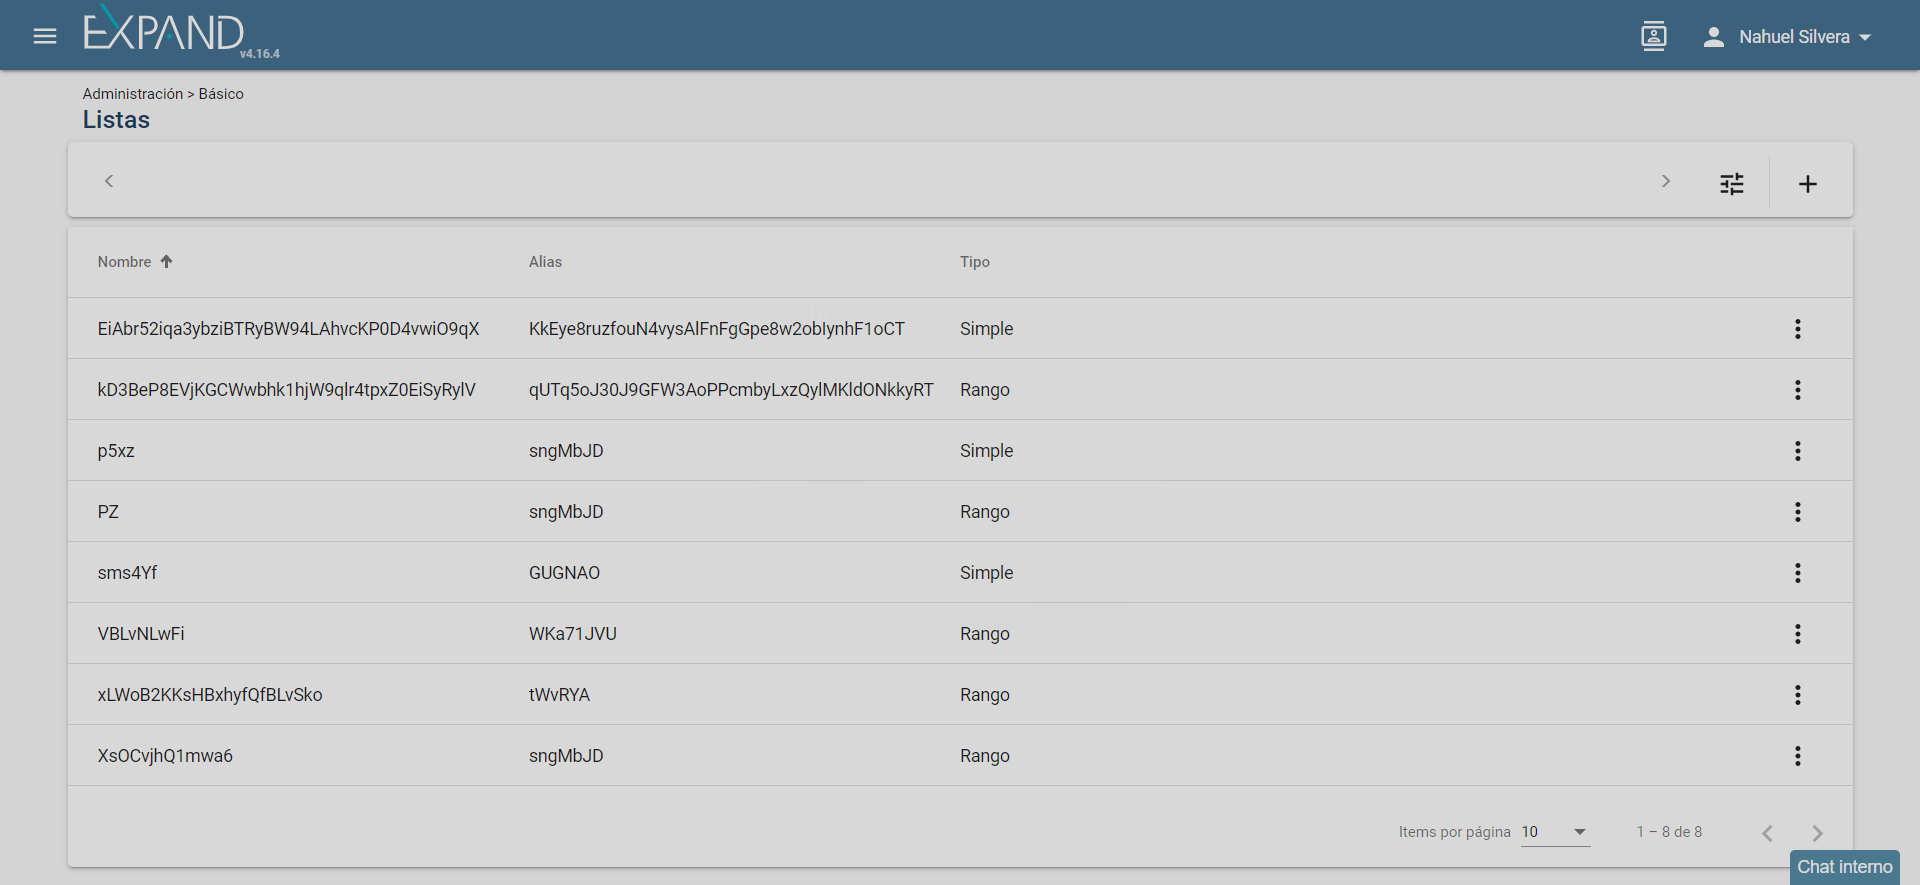 EXPAND
v4.16.4
Nahuel Silvera
Administración > Básico
Listas
Nombre Alias Tipo
EiAbr52iqa3ybziBTRyBW94LAhvcKP0D4vwiO9qX KkEye8ruzfouN4vysAlFnFgGpe8w2obIynhF1oCT Simple
kD3BeP8EVjKGCWwbhk1hjW9qlr4tpxZ0EiSyRylV qUTq5oJ30J9GFW3AoPPcmbyLxzQylMKldONkkyRT Rango
p5xz sngMbJD Simple
PZ sngMbJD Rango
sms4Yf GUGNAO Simple
VBLvNLwFi WKa71JVU Rango
xLWoB2KKsHBxhyfQfBLvSko tWvRYA Rango
XsOCvjhQ1mwa6 sngMbJD Rango
Items por página 10 1 – 8 de 8
Chat interno